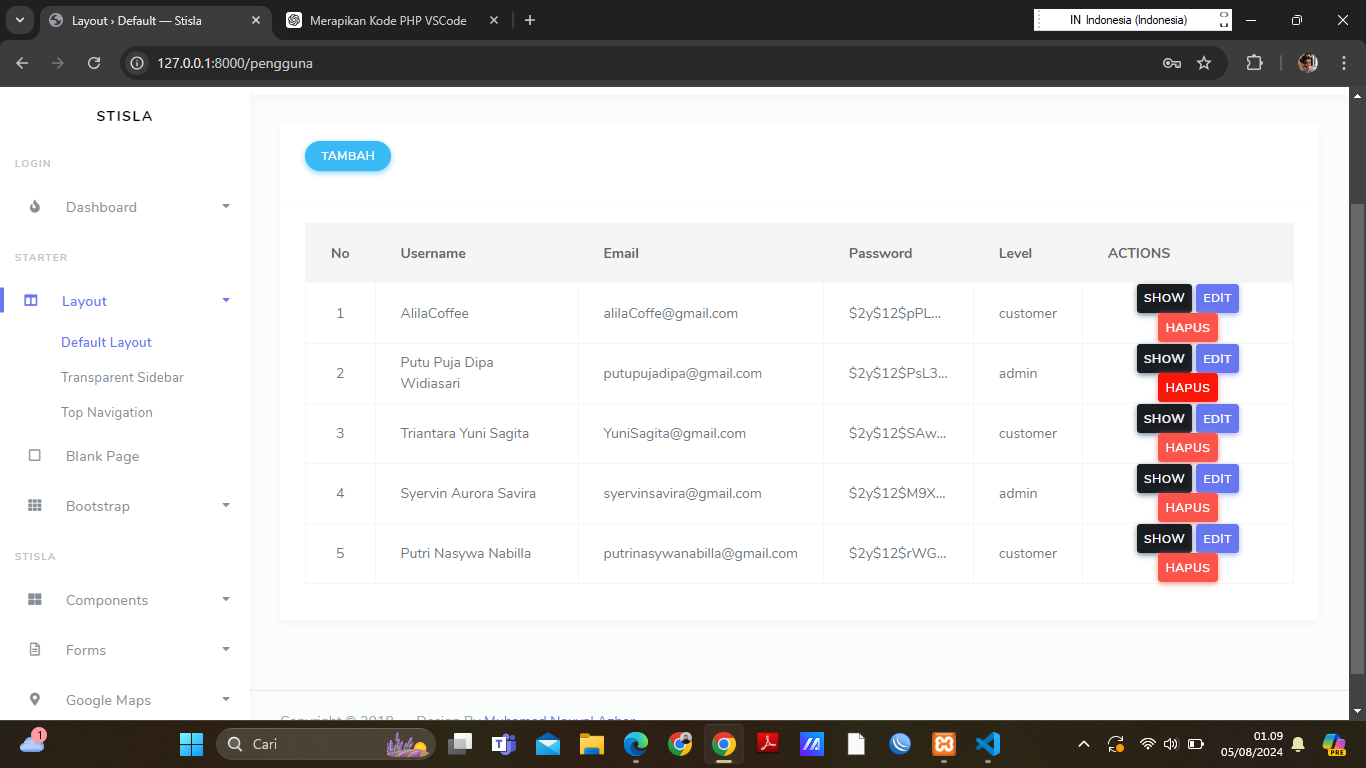 Layout › Default — Stisla
Merapikan Kode PHP VSCode
IN Indonesia (Indonesia)
127.0.0.1:8000/pengguna
STISLA
LOGIN
Dashboard
STARTER
Layout
Default Layout
Transparent Sidebar
Top Navigation
Blank Page
Bootstrap
STISLA
Components
Forms
Google Maps
TAMBAH
No Username Email Password Level ACTIONS
1 AlilaCoffee alilaCoffe@gmail.com $2y$12$pPL... customer SHOW EDIT
HAPUS
2 Putu Puja Dipa
Widiasari putupujadipa@gmail.com $2y$12$PsL3... admin SHOW EDIT
HAPUS
3 Triantara Yuni Sagita YuniSagita@gmail.com $2y$12$SAw... customer SHOW EDIT
HAPUS
4 Syervin Aurora Savira syervinsavira@gmail.com $2y$12$M9X... admin SHOW EDIT
HAPUS
5 Putri Nasywa Nabilla putrinasywanabilla@gmail.com $2y$12$rWG... customer SHOW EDIT
HAPUS
Copyright © 2018 Design By Muhamad Nauval Azhar
1
Cari
01.09
05/08/2024
PRE